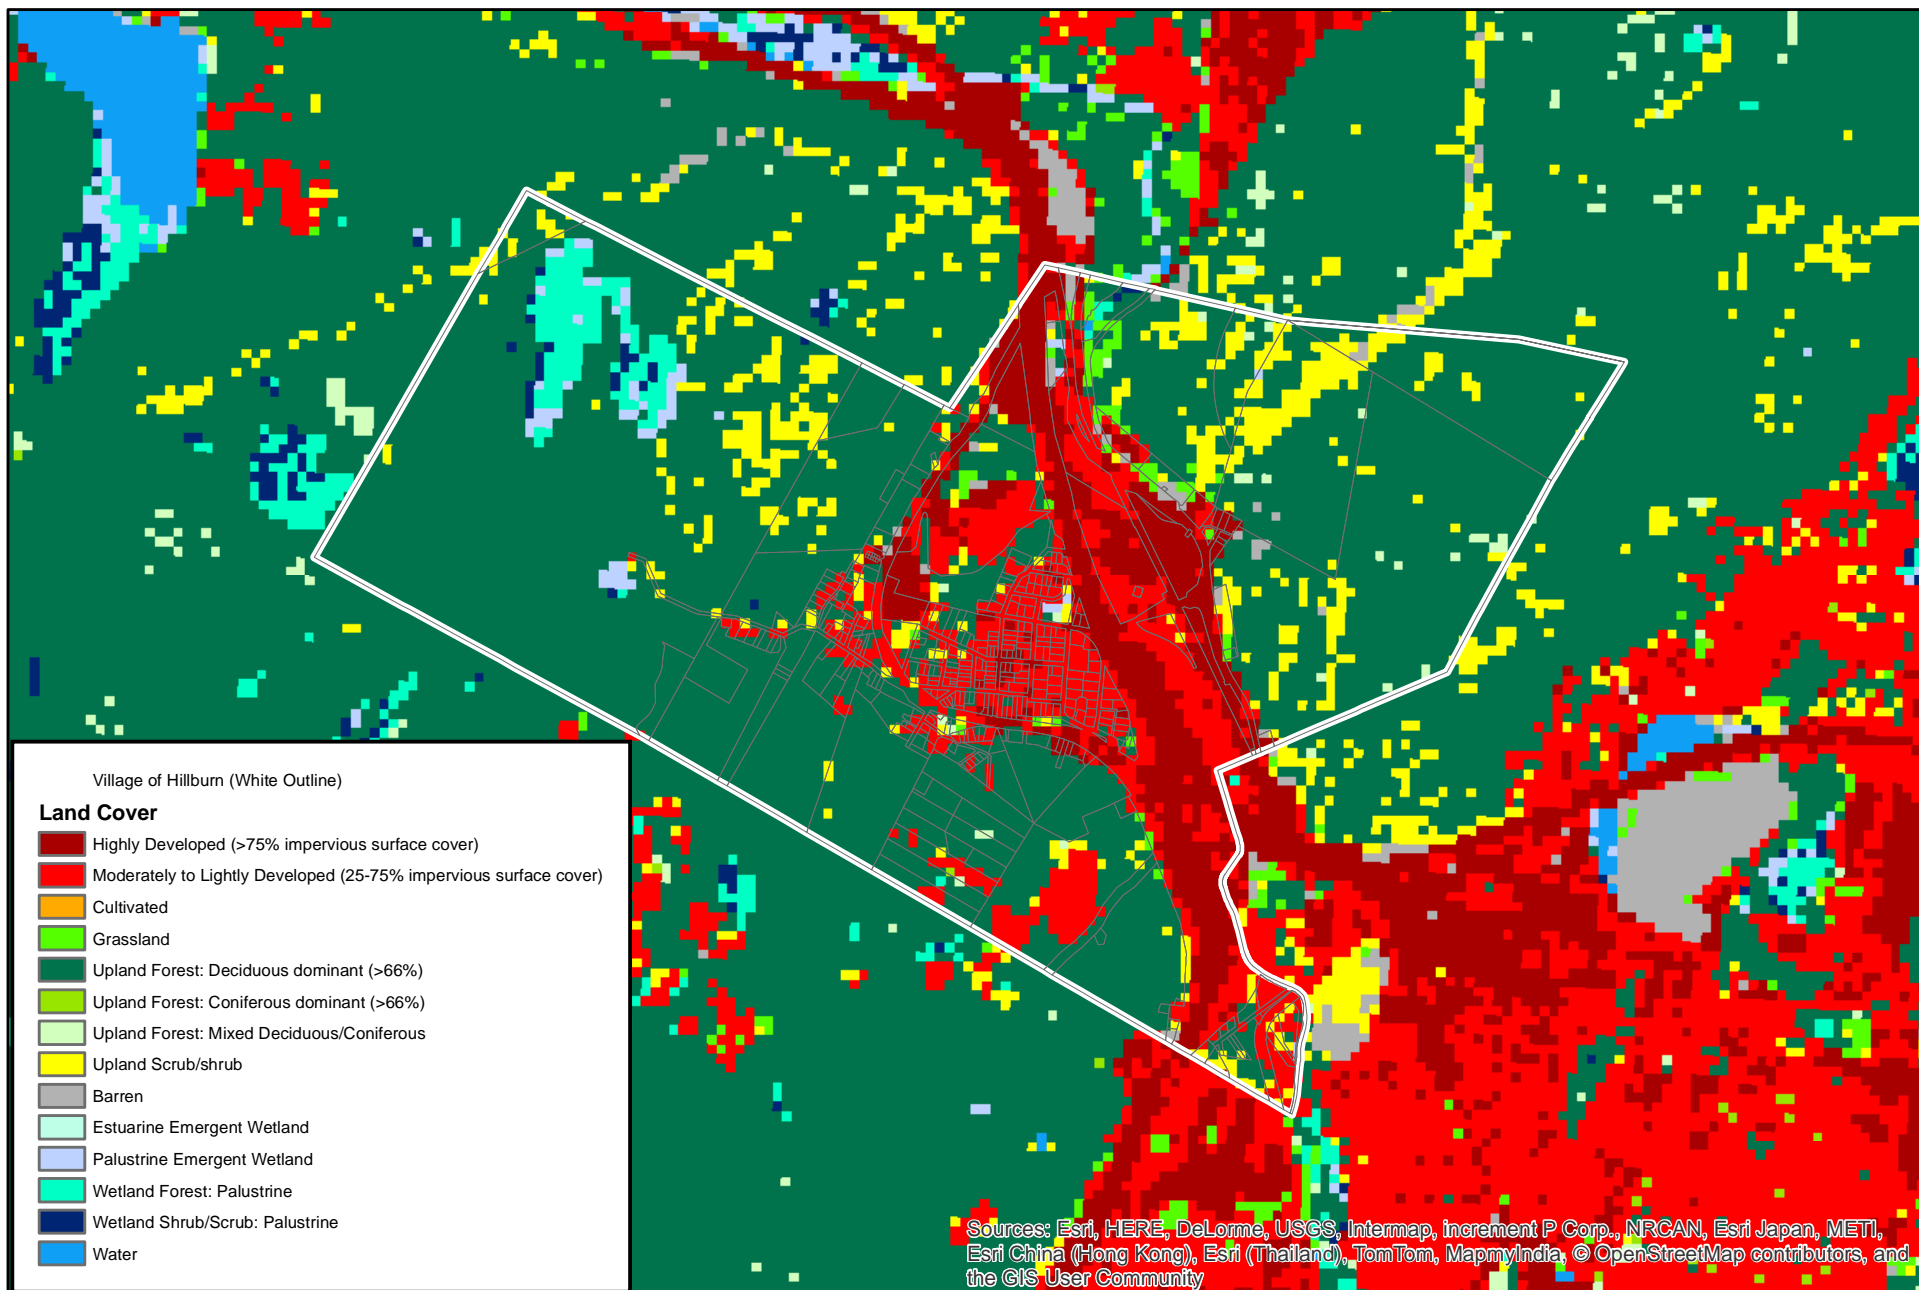 Village of Hillburn (White Outline)
Land Cover
Highly Developed (>75% impervious surface cover)
Moderately to Lightly Developed (25-75% impervious surface cover)
Cultivated
Grassland
Upland Forest: Deciduous dominant (>66%)
Upland Forest: Coniferous dominant (>66%)
Upland Forest: Mixed Deciduous/Coniferous
Upland Scrub/shrub
Barren
Estuarine Emergent Wetland
Palustrine Emergent Wetland
Wetland Forest: Palustrine
Wetland Shrub/Scrub: Palustrine
Water
Sources: Esri, HERE, DeLorme, USGS, Intermap, increment P Corp., NRCAN, Esri Japan, METI,
Esri China (Hong Kong), Esri (Thailand), TomTom, MapmyIndia, © OpenStreetMap contributors, and
the GIS User Community